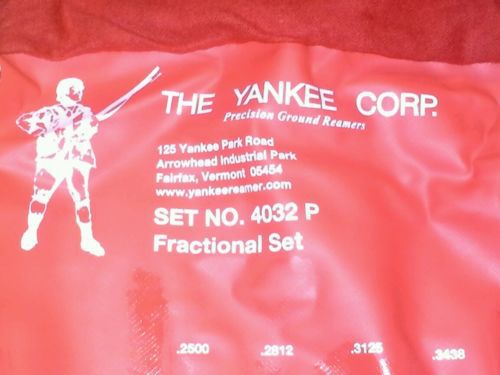 THE YANKEE CORP.
Precision Ground Reamers
125 Yankee Park Road
Arrowhead Industrial Park
Fairfax, Vermont 05454
www.yankeereamer.com
SET NO. 4032 P
Fractional Set
.2500 .2812 .3125 .3438